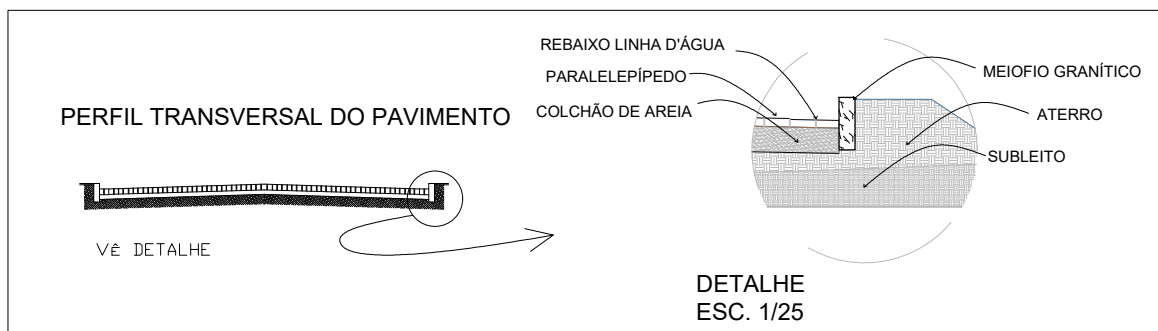 PERFIL TRANSVERSAL DO PAVIMENTO
VÊ DETALHE
REBAIXO LINHA D'ÁGUA
PARALELEPÍPEDO
COLCHÃO DE AREIA
MEIOFIO GRANÍTICO
ATERRO
SUBLEITO
DETALHE
ESC. 1/25